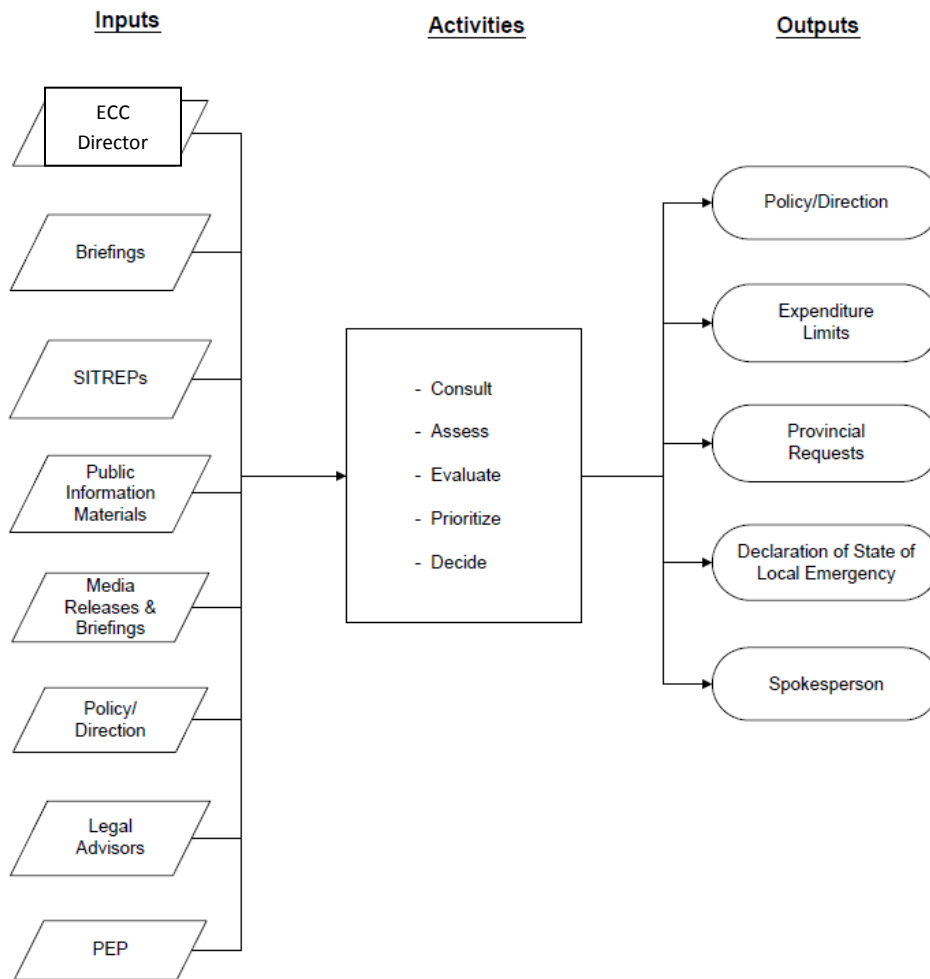 Inputs
Activities
Outputs
ECC
Director
Briefings
SITREPs
Public
Information
Materials
Media
Releases &
Briefings
Policy/
Direction
Legal
Advisors
PEP
- Consult
- Assess
- Evaluate
- Prioritize
- Decide
Policy/Direction
Expenditure
Limits
Provincial
Requests
Declaration of State of
Local Emergency
Spokesperson